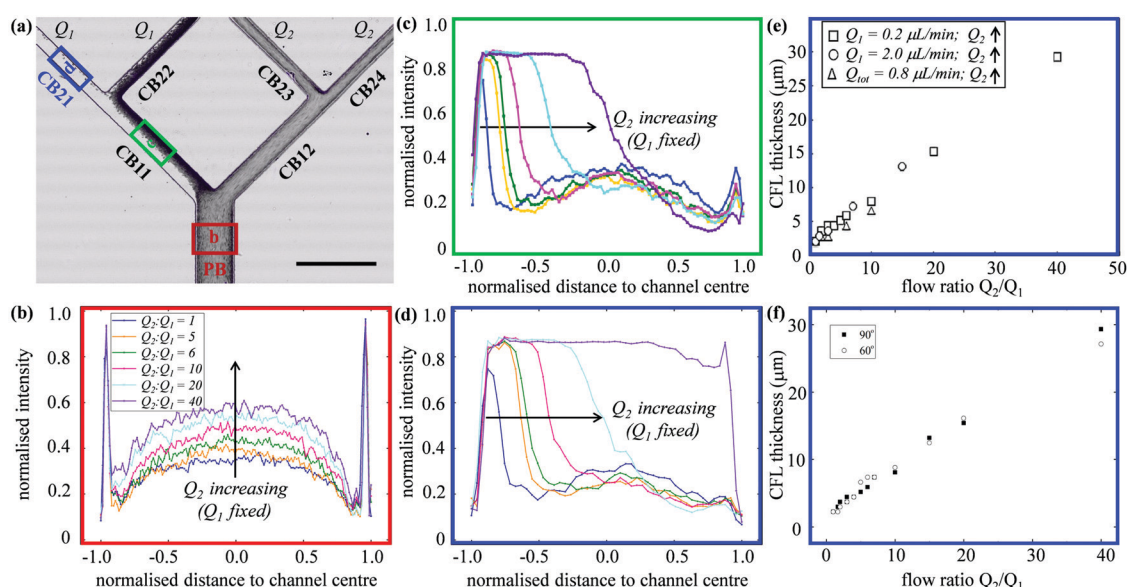 (a)
Q1
Q1
Q2
Q2
a
CB21
CB22
CB23
CB24
CB11
CB12
b
PB
(b)
normalised intensity
1.0
0.8
0.6
0.4
0.2
0
Q2:Q1 = 1
Q2:Q1 = 5
Q2:Q1 = 6
Q2:Q1 = 10
Q2:Q1 = 20
Q2:Q1 = 40
Q2 increasing
(Q1 fixed)
-1.0
-0.5
0.0
0.5
1.0
normalised distance to channel centre
(c)
normalised intensity
1.0
0.8
0.6
0.4
0.2
0
Q2 increasing
(Q1 fixed)
-1.0
-0.5
0.0
0.5
1.0
normalised distance to channel centre
(d)
normalised intensity
1.0
0.8
0.6
0.4
0.2
0
Q2 increasing
(Q1 fixed)
-1.0
-0.5
0.0
0.5
1.0
normalised distance to channel centre
(e)
CFL thickness (μm)
30
20
10
5
0
Q1 = 0.2 μL/min; Q2 ↑
Q1 = 2.0 μL/min; Q2 ↑
Qtot = 0.8 μL/min; Q2 ↑
0
10
20
30
40
50
flow ratio Q2/Q1
(f)
CFL thickness (μm)
30
20
10
0
90°
60°
0
10
20
30
40
flow ratio Q2/Q1